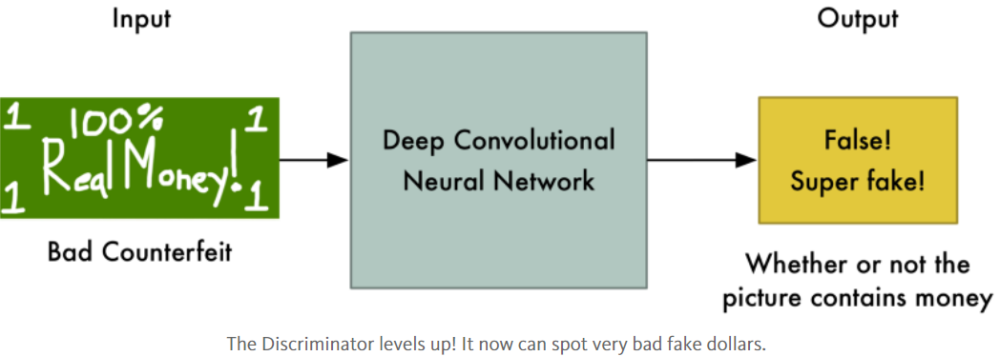 Input
Output
1 100% 1
Real Money!
1 1
Bad Counterfeit
Deep Convolutional
Neural Network
False!
Super fake!
Whether or not the
picture contains money
The Discriminator levels up! It now can spot very bad fake dollars.